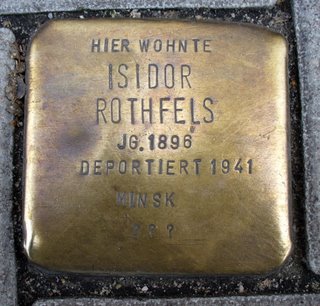 HIER WOHNTE
ISIDOR
ROTHFELS
JG. 1896
DEPORTIERT 1941
MINSK
???